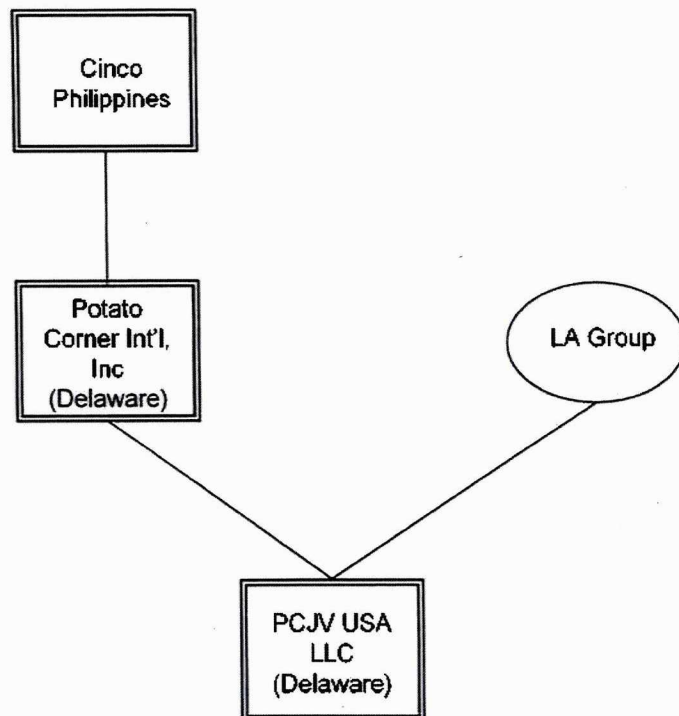 Cinco
Philippines
Potato
Corner Int'l,
Inc
(Delaware)
LA Group
PCJV USA
LLC
(Delaware)